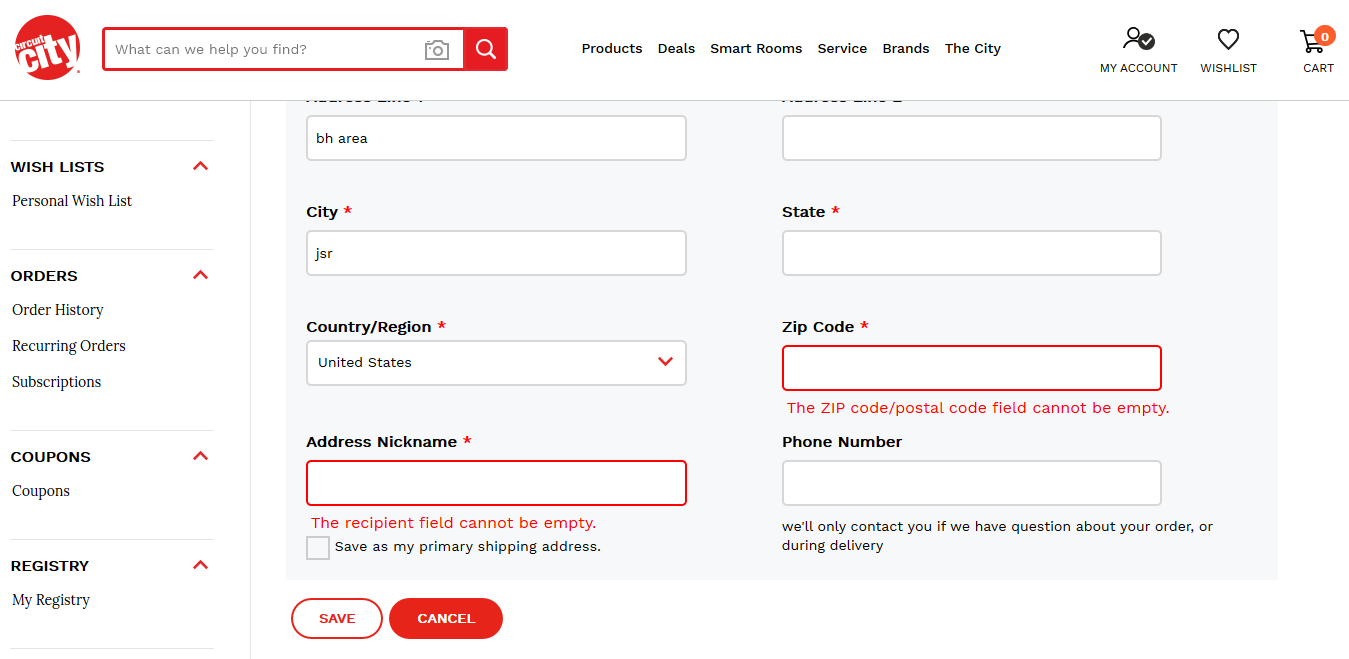 circuit
city
What can we help you find?
Products Deals Smart Rooms Service Brands The City
MY ACCOUNT
WISHLIST
0
CART
WISH LISTS
Personal Wish List
ORDERS
Order History
Recurring Orders
Subscriptions
COUPONS
Coupons
REGISTRY
My Registry
bh area
City *
State *
jsr
Country/Region *
Zip Code *
United States
The ZIP code/postal code field cannot be empty.
Address Nickname *
Phone Number
The recipient field cannot be empty.
Save as my primary shipping address.
we'll only contact you if we have question about your order, or
during delivery
SAVE
CANCEL